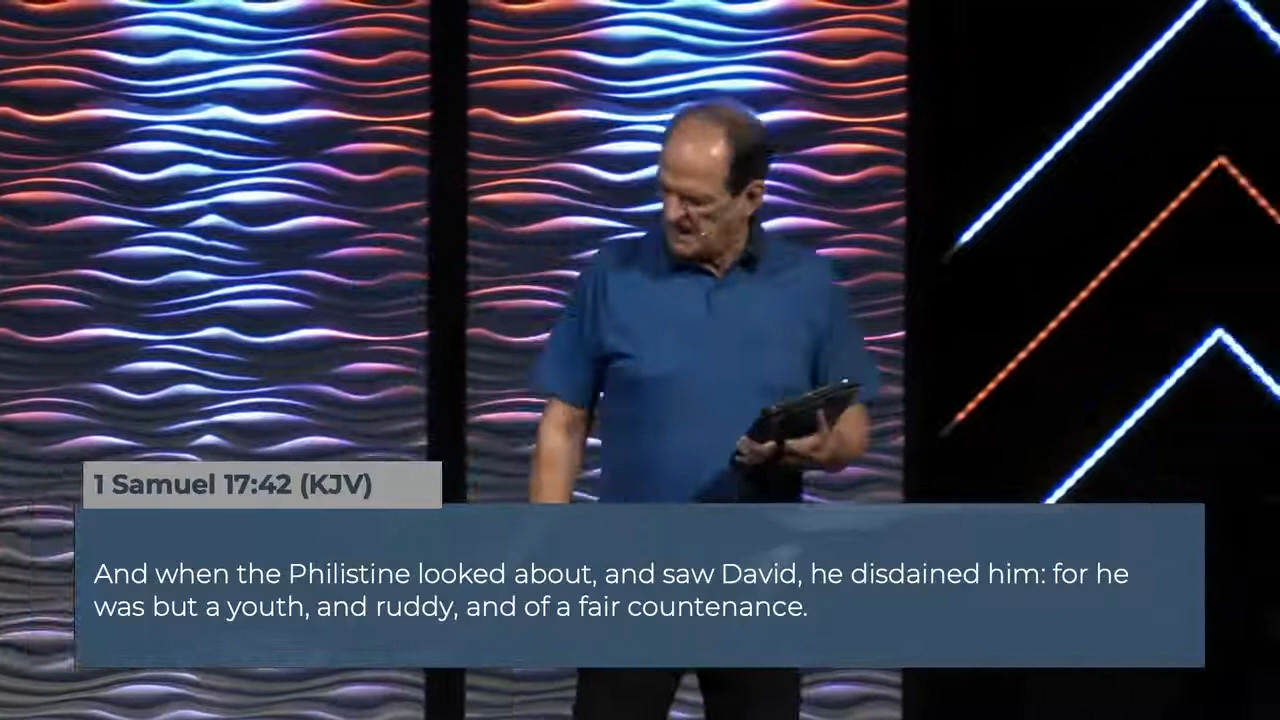 1 Samuel 17:42 (KJV)
And when the Philistine looked about, and saw David, he disdained him: for he
was but a youth, and ruddy, and of a fair countenance.